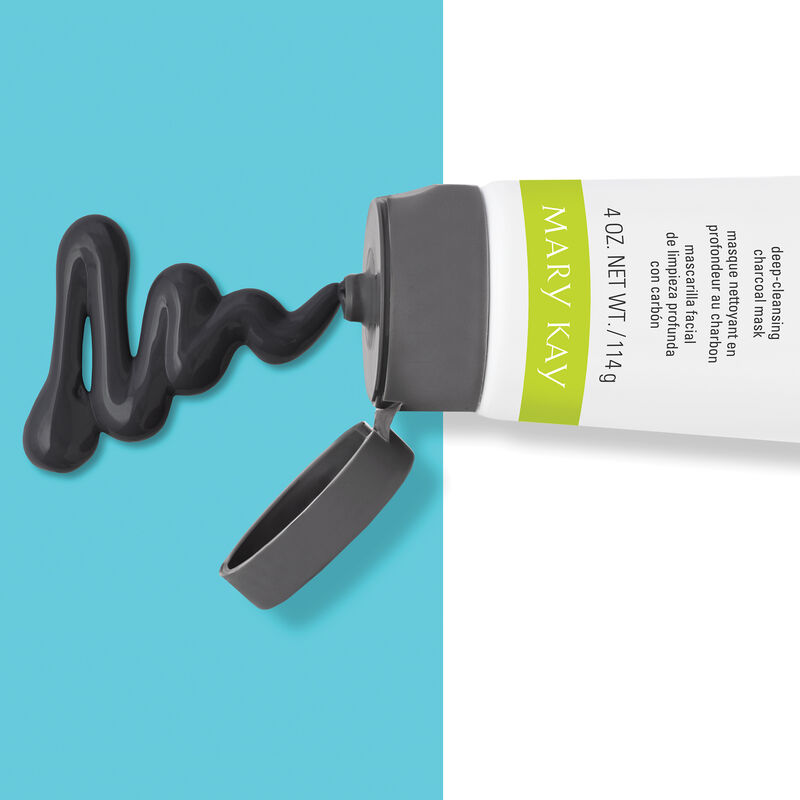 deep-cleansing
charcoal mask
masque nettoyant en
profondeur au charbon
mascarilla facial
de limpieza profunda
con carbón
4 OZ. NET WT. / 114 g
MARY KAY